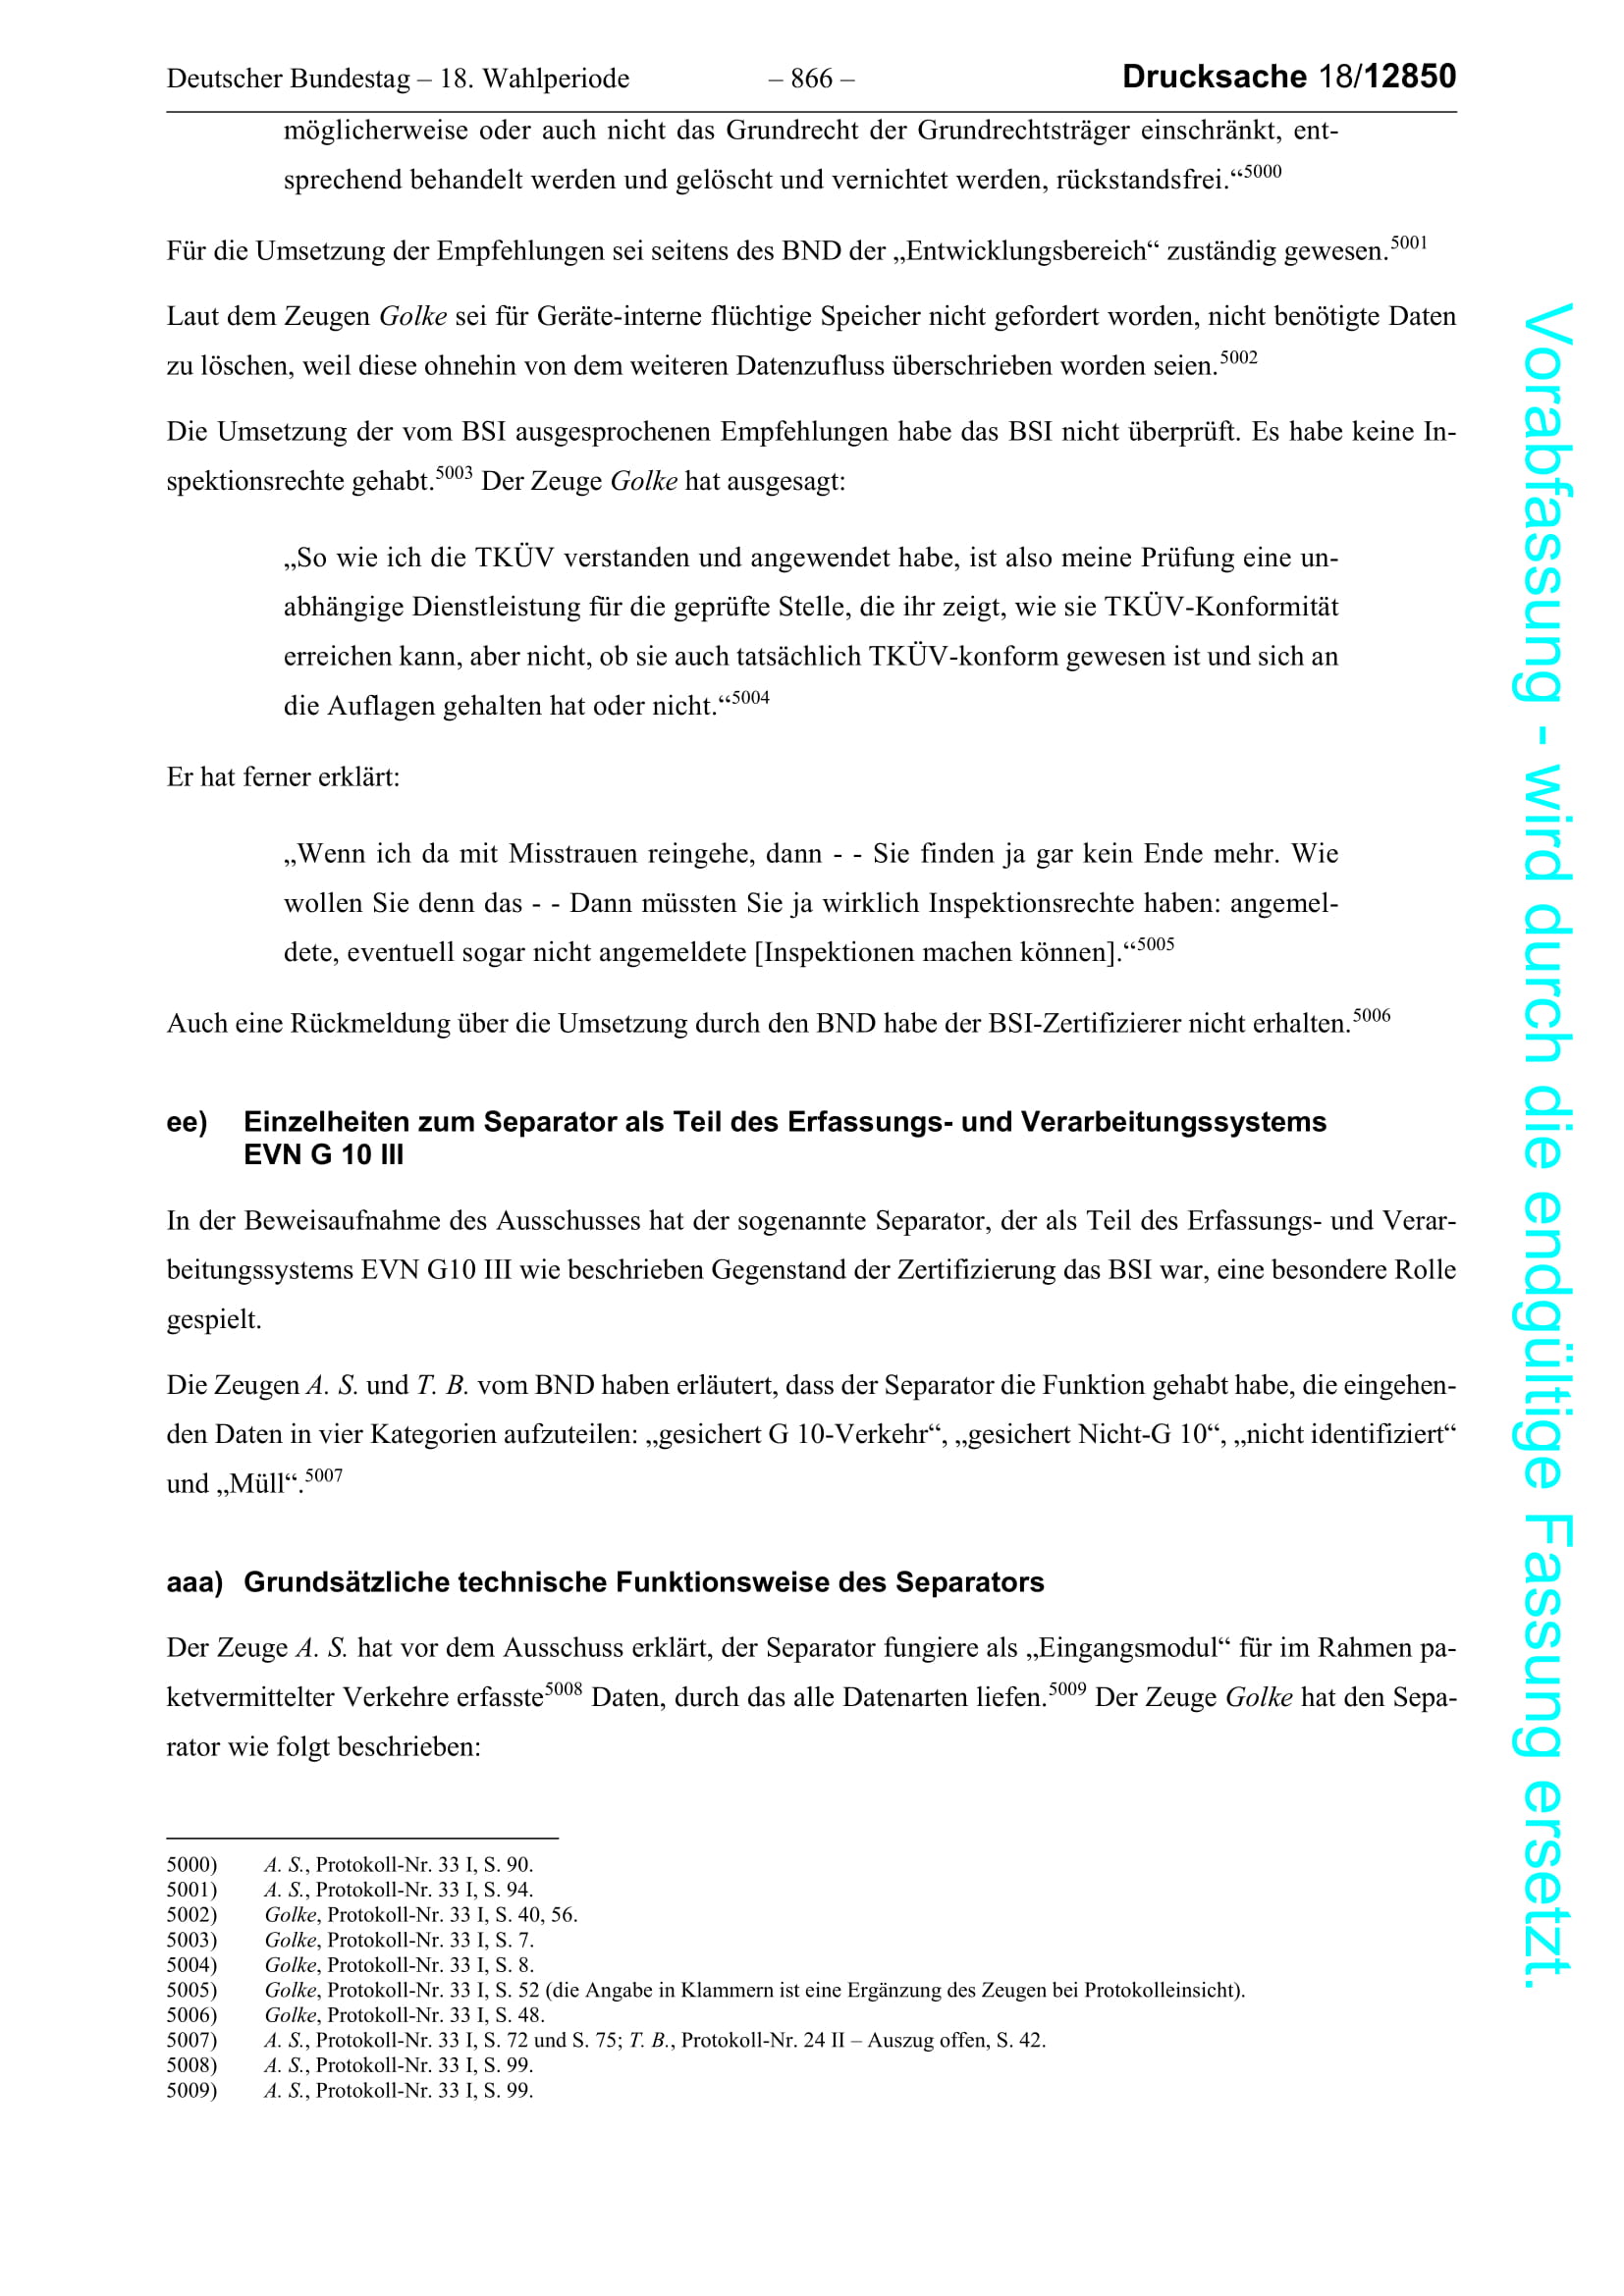 Deutscher Bundestag – 18. Wahlperiode – 866 – Drucksache 18/12850
möglicherweise oder auch nicht das Grundrecht der Grundrechtsträger einschränkt, ent-
sprechend behandelt werden und gelöscht und vernichtet werden, rückstandsfrei.“5000
Für die Umsetzung der Empfehlungen sei seitens des BND der „Entwicklungsbereich“ zuständig gewesen.5001
Laut dem Zeugen Golke sei für Geräte-interne flüchtige Speicher nicht gefordert worden, nicht benötigte Daten
zu löschen, weil diese ohnehin von dem weiteren Datenzufluss überschrieben worden seien.5002
Die Umsetzung der vom BSI ausgesprochenen Empfehlungen habe das BSI nicht überprüft. Es habe keine In-
spektionsrechte gehabt.5003 Der Zeuge Golke hat ausgesagt:
„So wie ich die TKÜV verstanden und angewendet habe, ist also meine Prüfung eine un-
abhängige Dienstleistung für die geprüfte Stelle, die ihr zeigt, wie sie TKÜV-Konformität
erreichen kann, aber nicht, ob sie auch tatsächlich TKÜV-konform gewesen ist und sich an
die Auflagen gehalten hat oder nicht.“5004
Er hat ferner erklärt:
„Wenn ich da mit Misstrauen reingehe, dann - - Sie finden ja gar kein Ende mehr. Wie
wollen Sie denn das - - Dann müssten Sie ja wirklich Inspektionsrechte haben: angemel-
dete, eventuell sogar nicht angemeldete [Inspektionen machen können].“5005
Auch eine Rückmeldung über die Umsetzung durch den BND habe der BSI-Zertifizierer nicht erhalten.5006
ee) Einzelheiten zum Separator als Teil des Erfassungs- und Verarbeitungssystems
EVN G 10 III
In der Beweisaufnahme des Ausschusses hat der sogenannte Separator, der als Teil des Erfassungs- und Verar-
beitungssystems EVN G10 III wie beschrieben Gegenstand der Zertifizierung das BSI war, eine besondere Rolle
gespielt.
Die Zeugen A. S. und T. B. vom BND haben erläutert, dass der Separator die Funktion gehabt habe, die eingehen-
den Daten in vier Kategorien aufzuteilen: „gesichert G 10-Verkehr“, „gesichert Nicht-G 10“, „nicht identifiziert“
und „Müll“.5007
aaa) Grundsätzliche technische Funktionsweise des Separators
Der Zeuge A. S. hat vor dem Ausschuss erklärt, der Separator fungiere als „Eingangsmodul“ für im Rahmen pa-
ketvermittelter Verkehre erfasste5008 Daten, durch das alle Datenarten liefen.5009 Der Zeuge Golke hat den Sepa-
rator wie folgt beschrieben:
5000) A. S., Protokoll-Nr. 33 I, S. 90.
5001) A. S., Protokoll-Nr. 33 I, S. 94.
5002) Golke, Protokoll-Nr. 33 I, S. 40, 56.
5003) Golke, Protokoll-Nr. 33 I, S. 7.
5004) Golke, Protokoll-Nr. 33 I, S. 8.
5005) Golke, Protokoll-Nr. 33 I, S. 52 (die Angabe in Klammern ist eine Ergänzung des Zeugen bei Protokolleinsicht).
5006) Golke, Protokoll-Nr. 33 I, S. 48.
5007) A. S., Protokoll-Nr. 33 I, S. 72 und S. 75; T. B., Protokoll-Nr. 24 II – Auszug offen, S. 42.
5008) A. S., Protokoll-Nr. 33 I, S. 99.
5009) A. S., Protokoll-Nr. 33 I, S. 99.
Vorabfassung - wird durch die endgültige Fassung ersetzt.